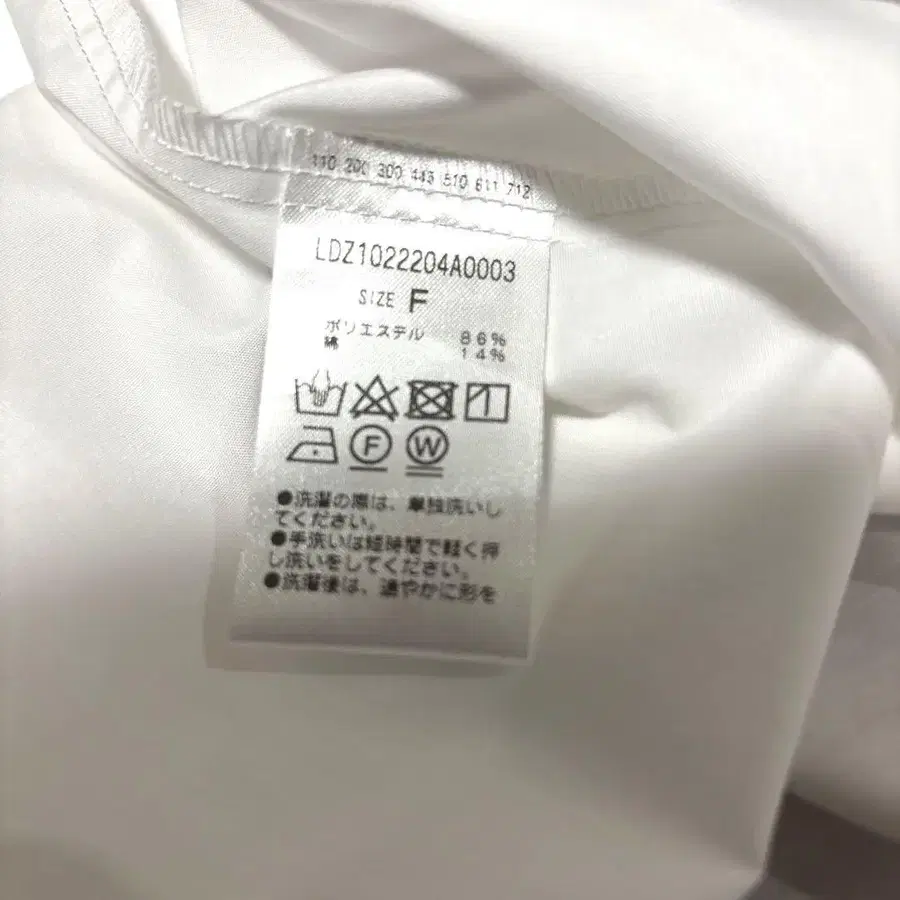 110 200 300 443 510 611 712
LDZ1022204A0003
SIZE F
ポリエステル 86%
綿 14%
F W
●洗濯の際は、単独洗いし
てください。
●手洗いは短時間で軽く押
し洗いをしてください。
●洗濯後は、速やかに形を